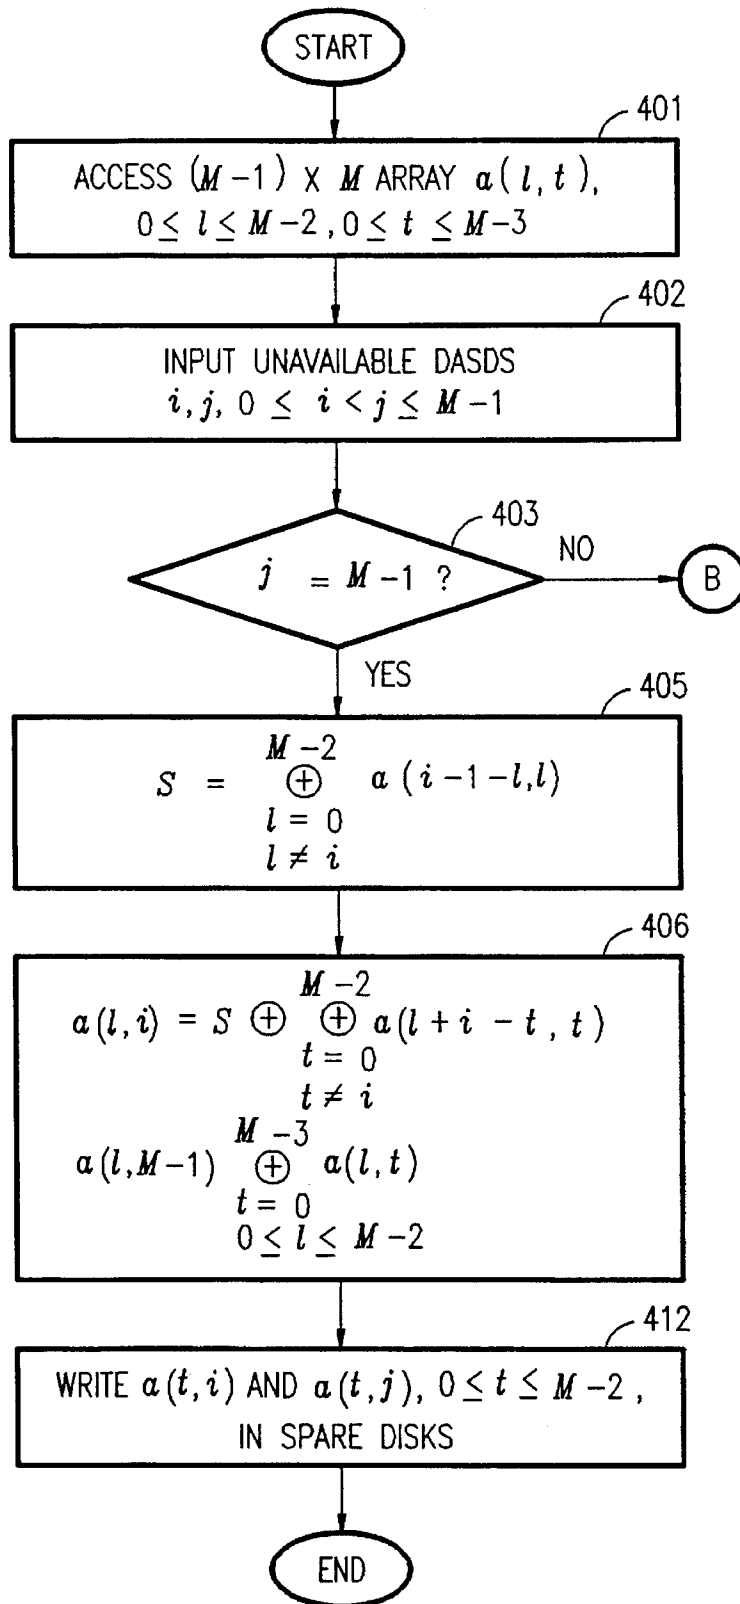 START
401
ACCESS (M-1) X M ARRAY a(l,t),
0 ≤ l ≤ M-2, 0 ≤ t ≤ M-3
402
INPUT UNAVAILABLE DASDS
i,j, 0 ≤ i < j ≤ M-1
403
j = M-1 ?
NO
B
YES
405
M-2
S = ⊕ a(i-1-l,l)
l = 0
l ≠ i
406
M-2
a(l,i) = S ⊕ ⊕ a(l+i-t,t)
t = 0
t ≠ i
M-3
a(l,M-1) ⊕ a(l,t)
t = 0
0 ≤ l ≤ M-2
412
WRITE a(t,i) AND a(t,j), 0 ≤ t ≤ M-2,
IN SPARE DISKS
END